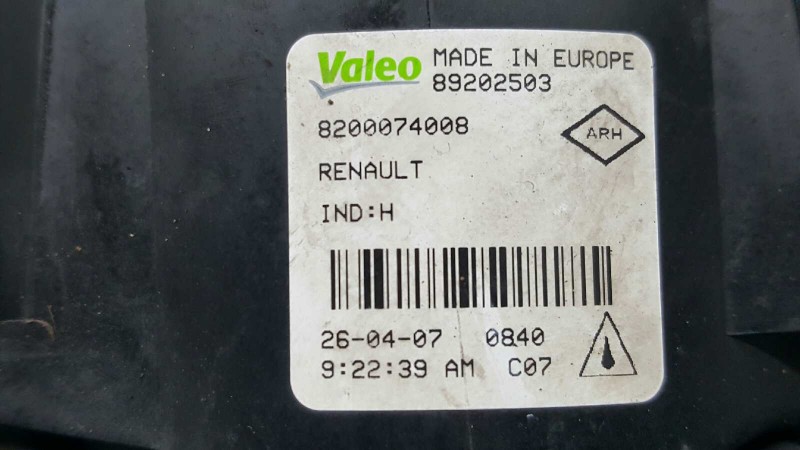 Valeo MADE IN EUROPE
89202503
8200074008
ARH
RENAULT
IND:H
26-04-07 0840
9:22:39 AM C07